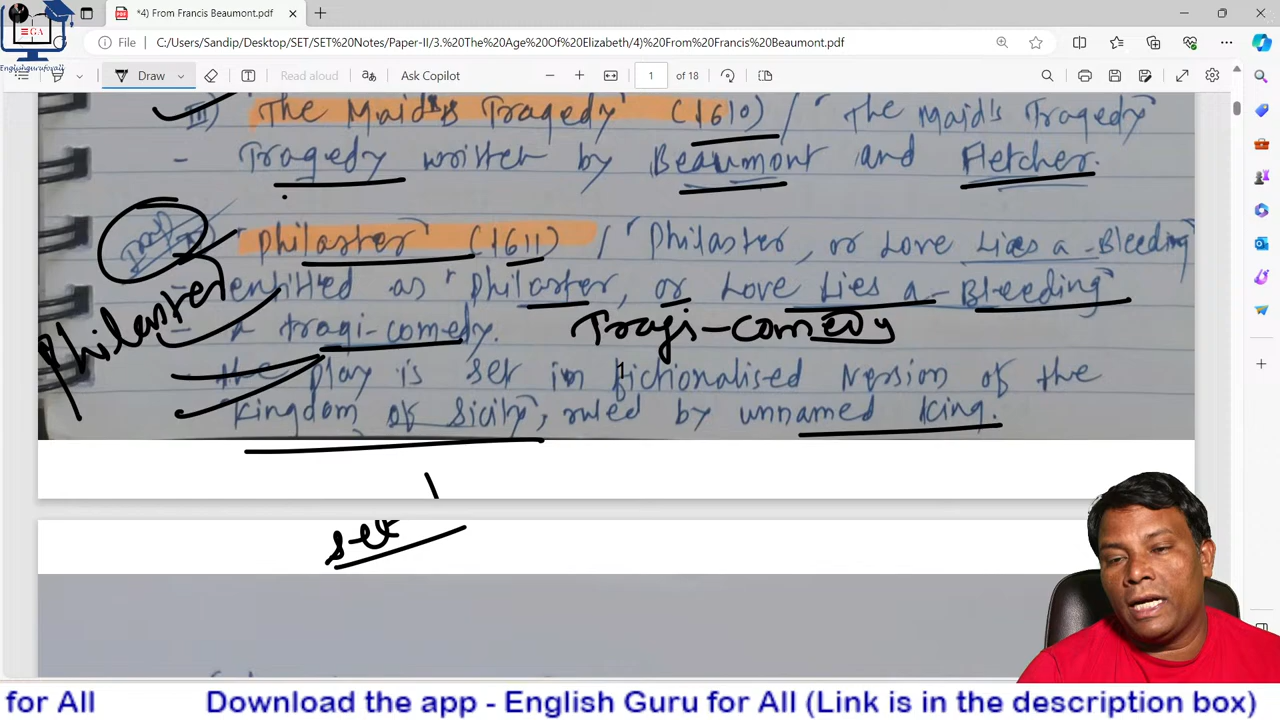 EGA
Englishguruforall
*4) From Francis Beaumont.pdf
File C:/Users/Sandip/Desktop/SET/SET%20Notes/Paper-II/3.%20The%20Age%20Of%20Elizabeth/4)%20From%20Francis%20Beaumont.pdf
Draw Read aloud Ask Copilot 1 of 18
III) "The Maid's Tragedy" (1610) / "The Maid's Tragedy"
- Tragedy written by Beaumont and Fletcher.
"Philaster" (1611) / "Philaster, or Love Lies a-Bleeding"
- entitled as "Philaster, or Love Lies a-Bleeding"
Philaster
- a tragi-comedy. Tragi-comedy
- the play is set in fictionalised version of the
"Kingdom of Sicily", ruled by unnamed king.
set
for All Download the app - English Guru for All (Link is in the description box)